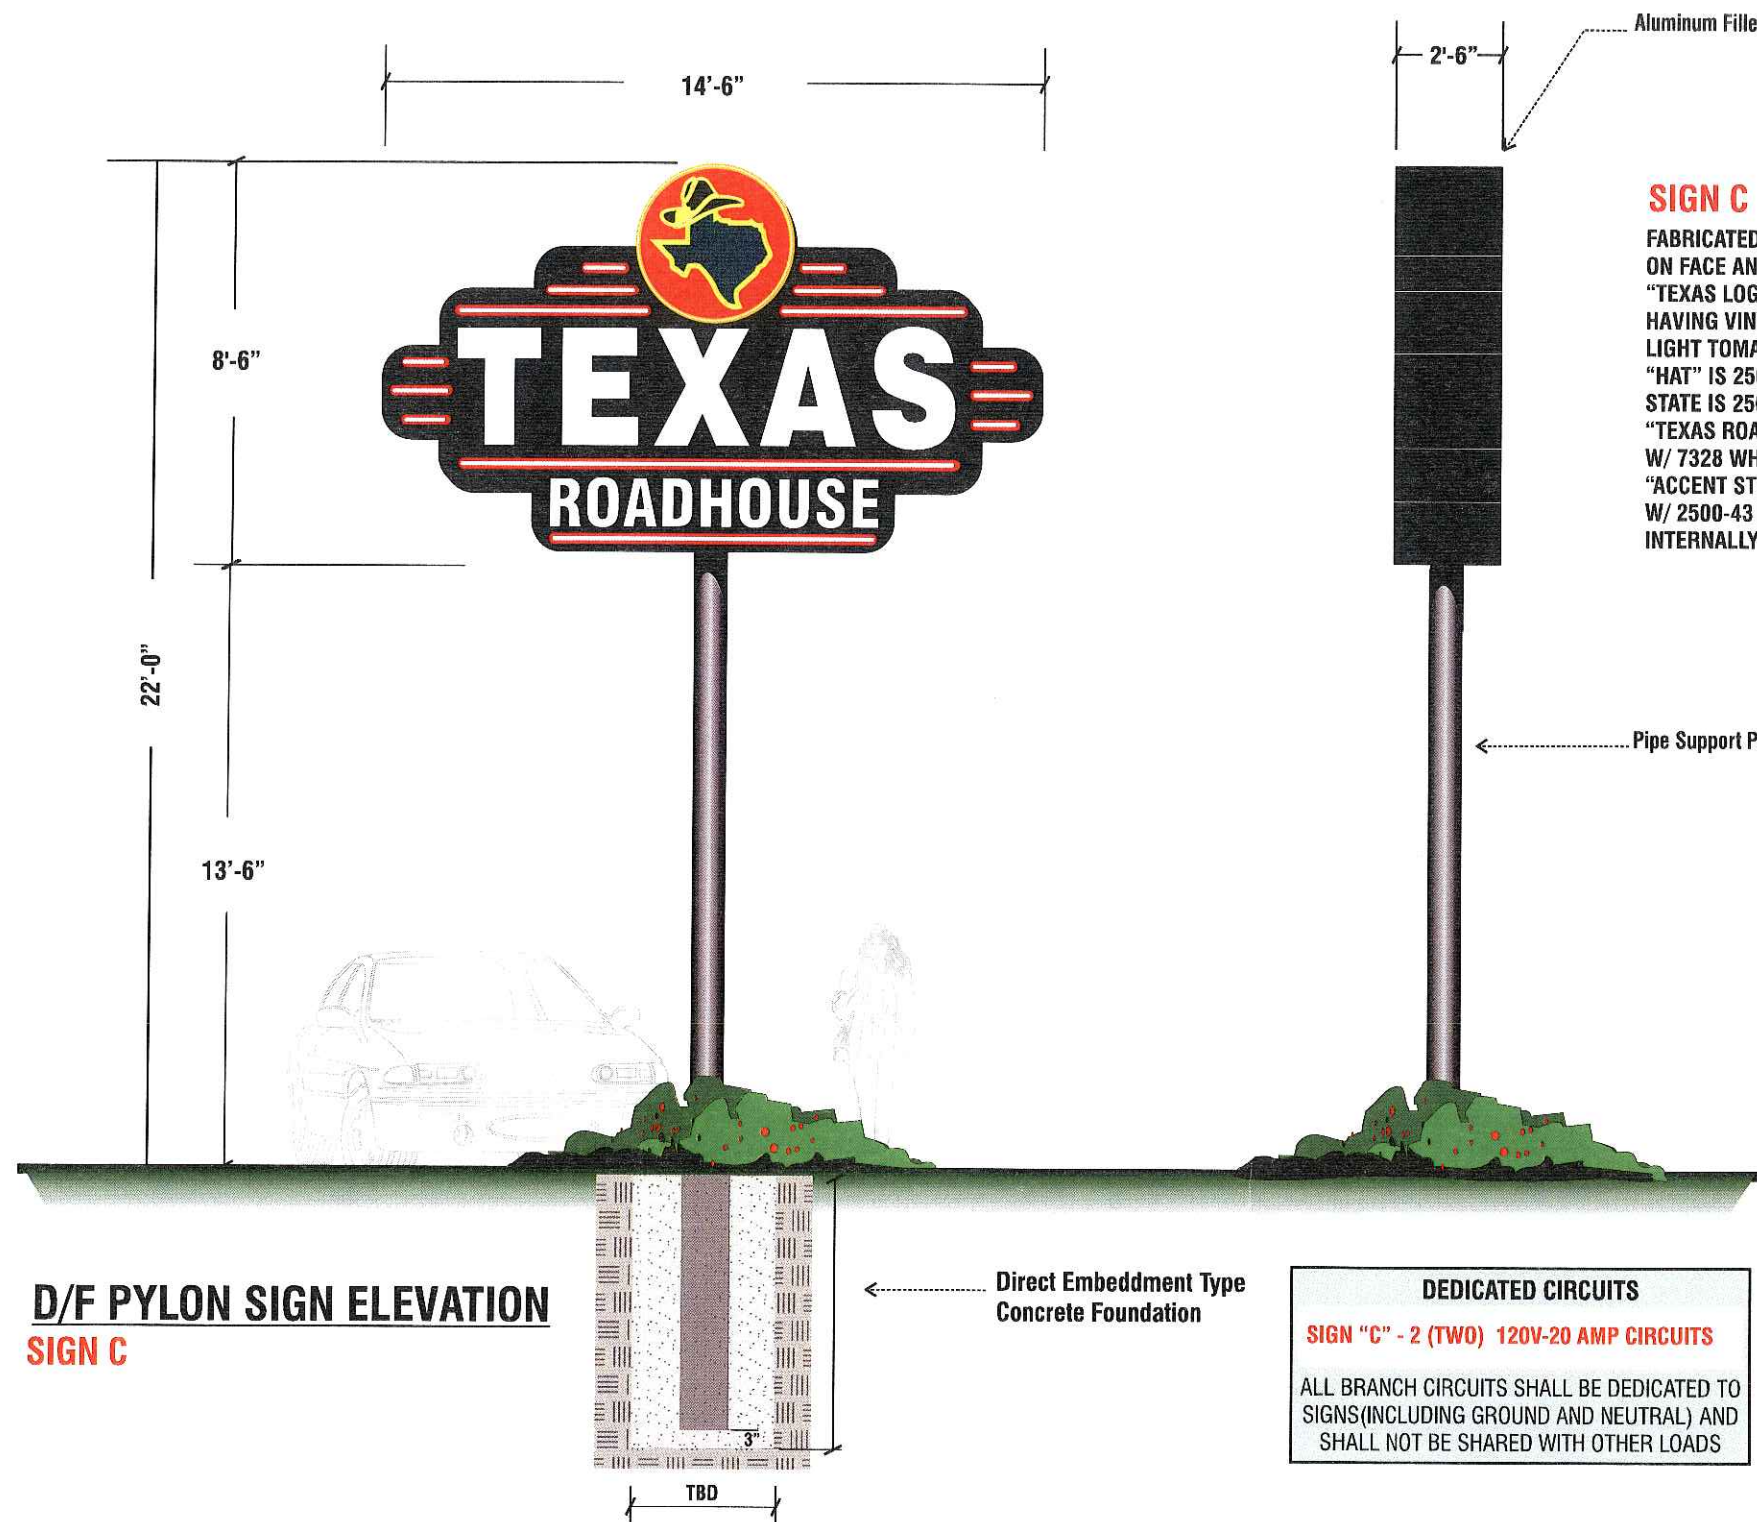 14'-6"
2'-6"
Aluminum Fille
22'-0"
8'-6"
13'-6"
TEXAS
ROADHOUSE
SIGN C
FABRICATED
ON FACE AN
"TEXAS LOG
HAVING VIN
LIGHT TOMA
"HAT" IS 250
STATE IS 250
"TEXAS ROA
W/ 7328 WH
"ACCENT ST
W/ 2500-43
INTERNALLY
Pipe Support P
D/F PYLON SIGN ELEVATION
SIGN C
Direct Embeddment Type
Concrete Foundation
3"
TBD
DEDICATED CIRCUITS
SIGN "C" - 2 (TWO) 120V-20 AMP CIRCUITS
ALL BRANCH CIRCUITS SHALL BE DEDICATED TO
SIGNS(INCLUDING GROUND AND NEUTRAL) AND
SHALL NOT BE SHARED WITH OTHER LOADS